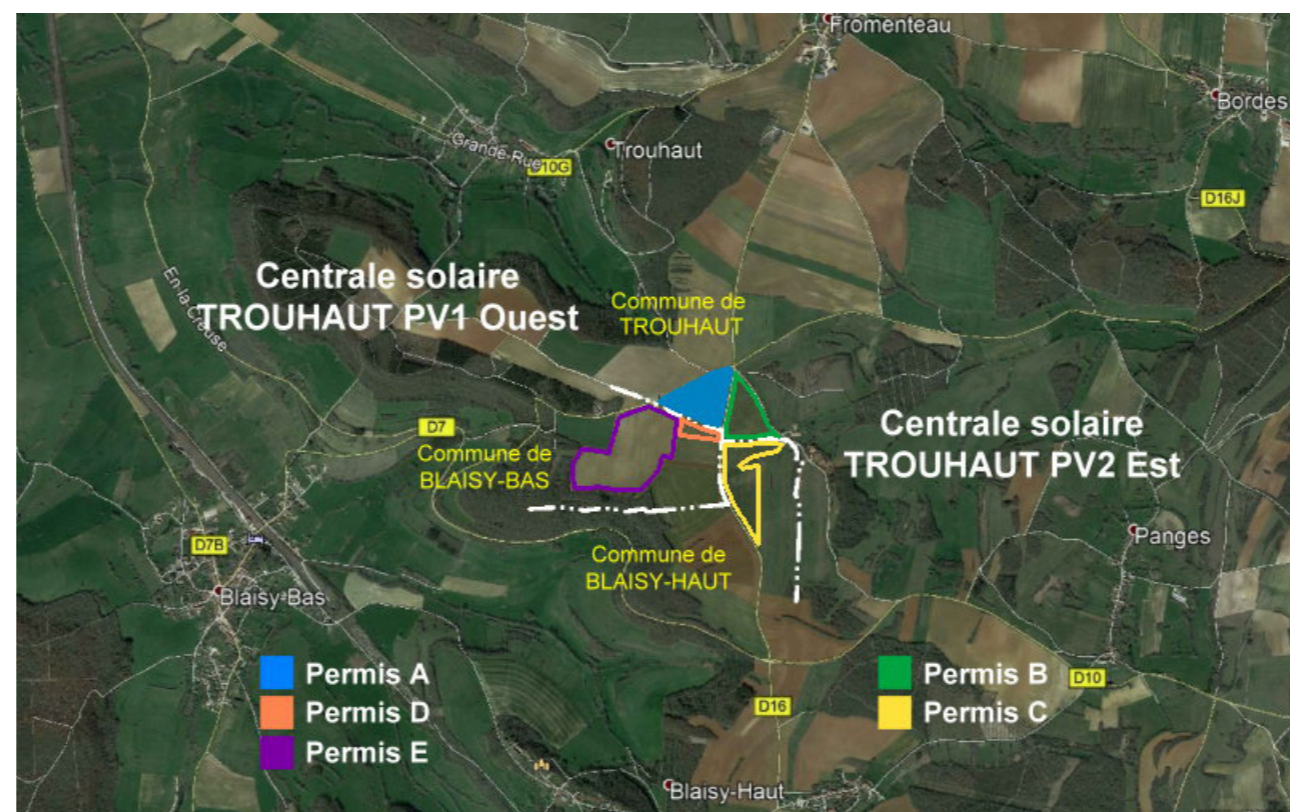 Fromenteau
Bordes
Grande-Rue
D10G
Trouhaut
D16J
Centrale solaire
TROUHAUT PV1 Ouest
En-la-Creuse
Commune de
TROUHAUT
D7
Commune de
BLAISY-BAS
Centrale solaire
TROUHAUT PV2 Est
D7B
Blaisy-Bas
Commune de
BLAISY-HAUT
Panges
Permis A
Permis D
Permis E
Permis B
Permis C
D10
D16
Blaisy-Haut